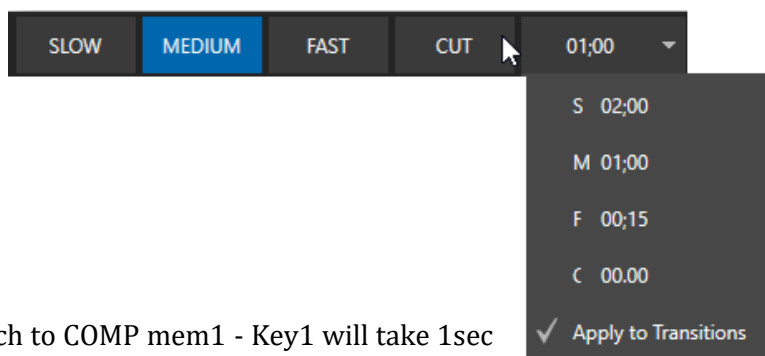 SLOW MEDIUM FAST CUT 01;00
S 02;00
M 01;00
F 00;15
C 00.00
Apply to Transitions
ch to COMP mem1 - Key1 will take 1sec